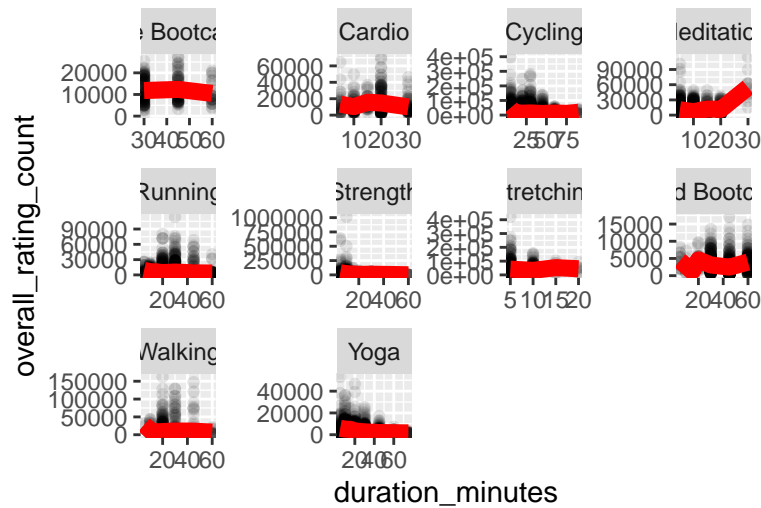 e Bootca Cardio Cycling Meditatio
20000
10000
0
60000
40000
20000
0
4e+05
3e+05
2e+05
1e+05
0e+00
90000
60000
30000
0
30 40 50 60
10 20 30
25 50 75
10 20 30
Running Strength tretchin d Bootc
90000
60000
30000
0
1000000
750000
500000
250000
0
4e+05
3e+05
2e+05
1e+05
0e+00
15000
10000
5000
0
20 40 60
20 40 60
5 10 15 20
20 40 60
Walking Yoga
150000
100000
50000
0
40000
20000
0
20 40 60
20 40 60
overall_rating_count
duration_minutes